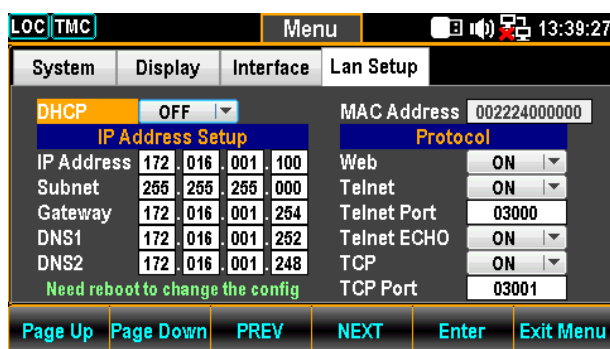 LOC TMC Menu 13:39:27
System Display Interface Lan Setup
DHCP OFF MAC Address 002224000000
IP Address Setup Protocol
IP Address 172 . 016 . 001 . 100 Web ON
Subnet 255 . 255 . 255 . 000 Telnet ON
Gateway 172 . 016 . 001 . 254 Telnet Port 03000
DNS1 172 . 016 . 001 . 252 Telnet ECHO ON
DNS2 172 . 016 . 001 . 248 TCP ON
Need reboot to change the config TCP Port 03001
Page Up Page Down PREV NEXT Enter Exit Menu